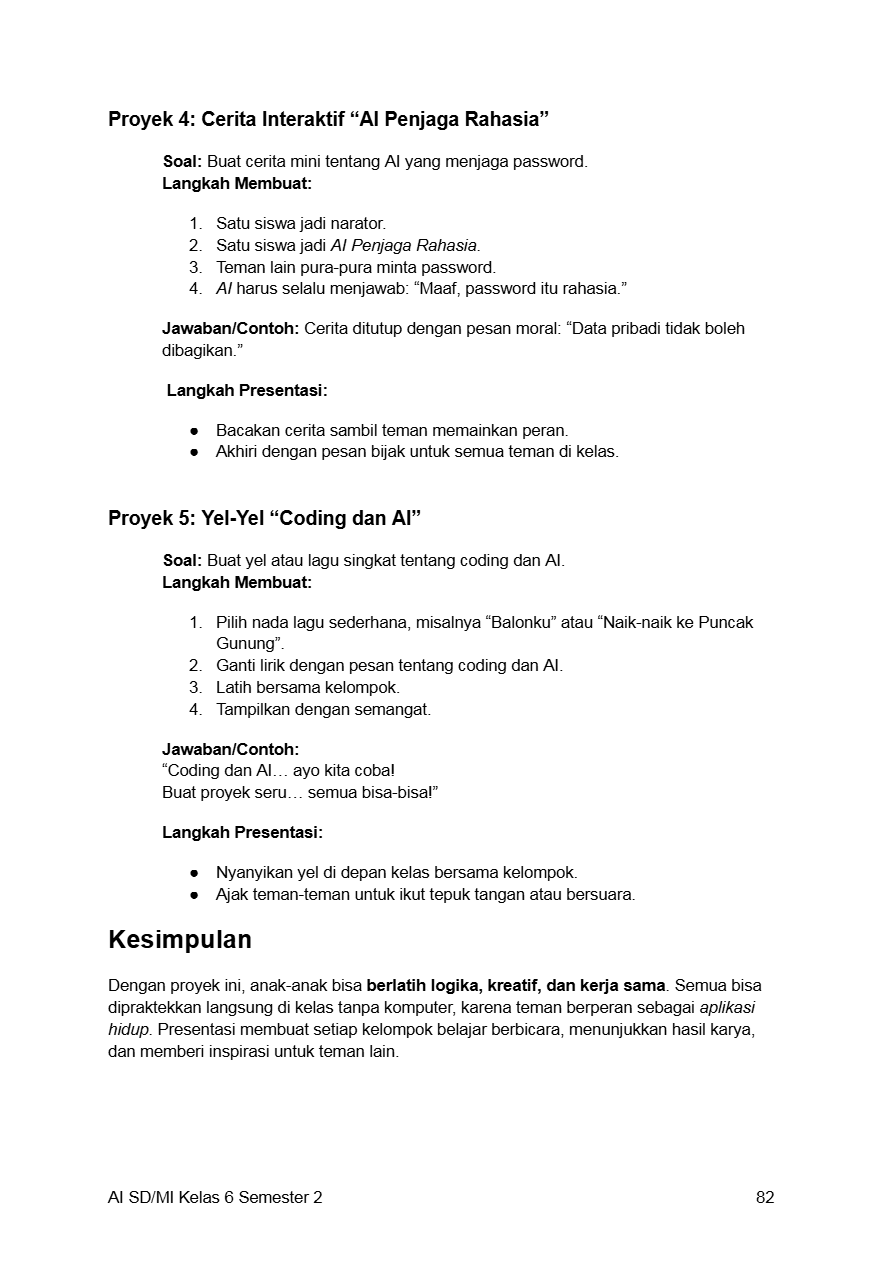 Proyek 4: Cerita Interaktif “AI Penjaga Rahasia”
Soal: Buat cerita mini tentang AI yang menjaga password.
Langkah Membuat:
1. Satu siswa jadi narator.
2. Satu siswa jadi AI Penjaga Rahasia.
3. Teman lain pura-pura minta password.
4. AI harus selalu menjawab: “Maaf, password itu rahasia.”
Jawaban/Contoh: Cerita ditutup dengan pesan moral: “Data pribadi tidak boleh
dibagikan.”
Langkah Presentasi:
● Bacakan cerita sambil teman memainkan peran.
● Akhiri dengan pesan bijak untuk semua teman di kelas.
Proyek 5: Yel-Yel “Coding dan AI”
Soal: Buat yel atau lagu singkat tentang coding dan AI.
Langkah Membuat:
1. Pilih nada lagu sederhana, misalnya “Balonku” atau “Naik-naik ke Puncak
Gunung”.
2. Ganti lirik dengan pesan tentang coding dan AI.
3. Latih bersama kelompok.
4. Tampilkan dengan semangat.
Jawaban/Contoh:
“Coding dan AI… ayo kita coba!
Buat proyek seru… semua bisa-bisa!”
Langkah Presentasi:
● Nyanyikan yel di depan kelas bersama kelompok.
● Ajak teman-teman untuk ikut tepuk tangan atau bersuara.
Kesimpulan
Dengan proyek ini, anak-anak bisa berlatih logika, kreatif, dan kerja sama. Semua bisa
dipraktekkan langsung di kelas tanpa komputer, karena teman berperan sebagai aplikasi
hidup. Presentasi membuat setiap kelompok belajar berbicara, menunjukkan hasil karya,
dan memberi inspirasi untuk teman lain.
AI SD/MI Kelas 6 Semester 2 82